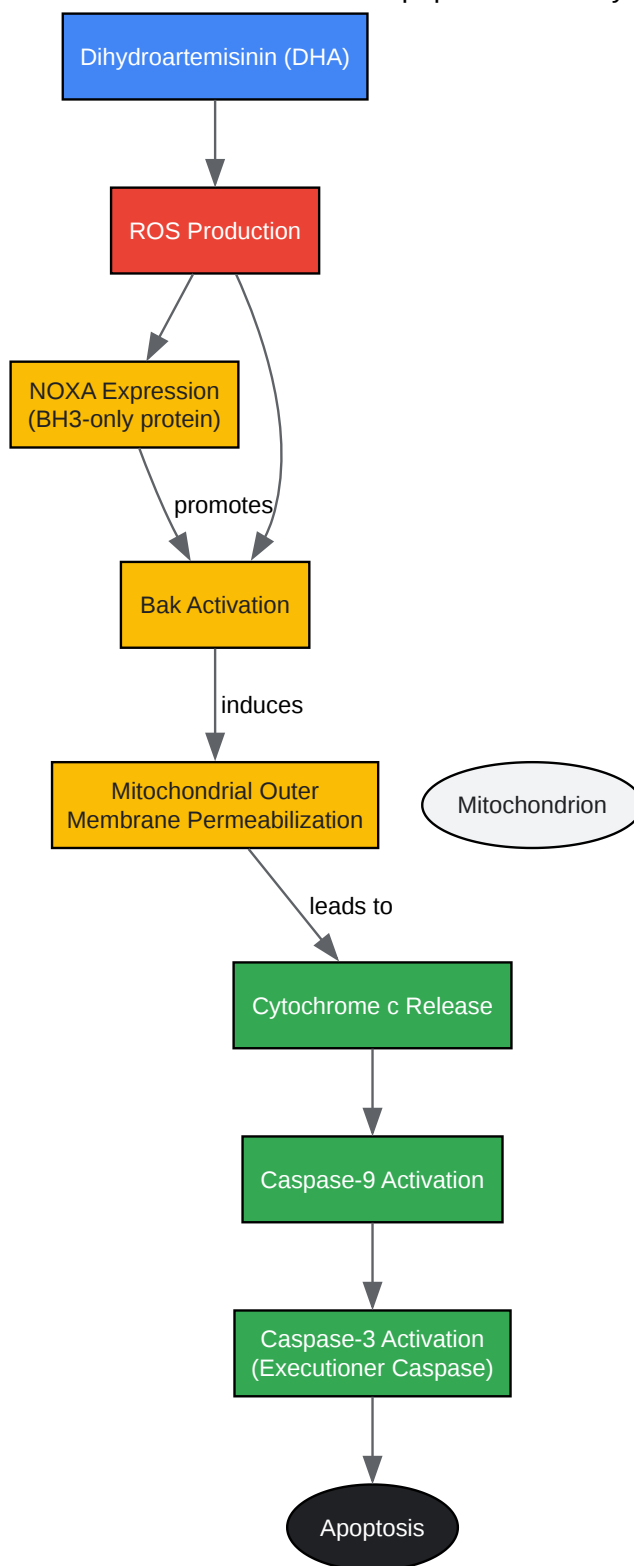 Dihydroartemisinin (DHA)
ROS Production
NOXA Expression
(BH3-only protein)
promotes
Bak Activation
induces
Mitochondrial Outer
Membrane Permeabilization
Mitochondrion
leads to
Cytochrome c Release
Caspase-9 Activation
Caspase-3 Activation
(Executioner Caspase)
Apoptosis